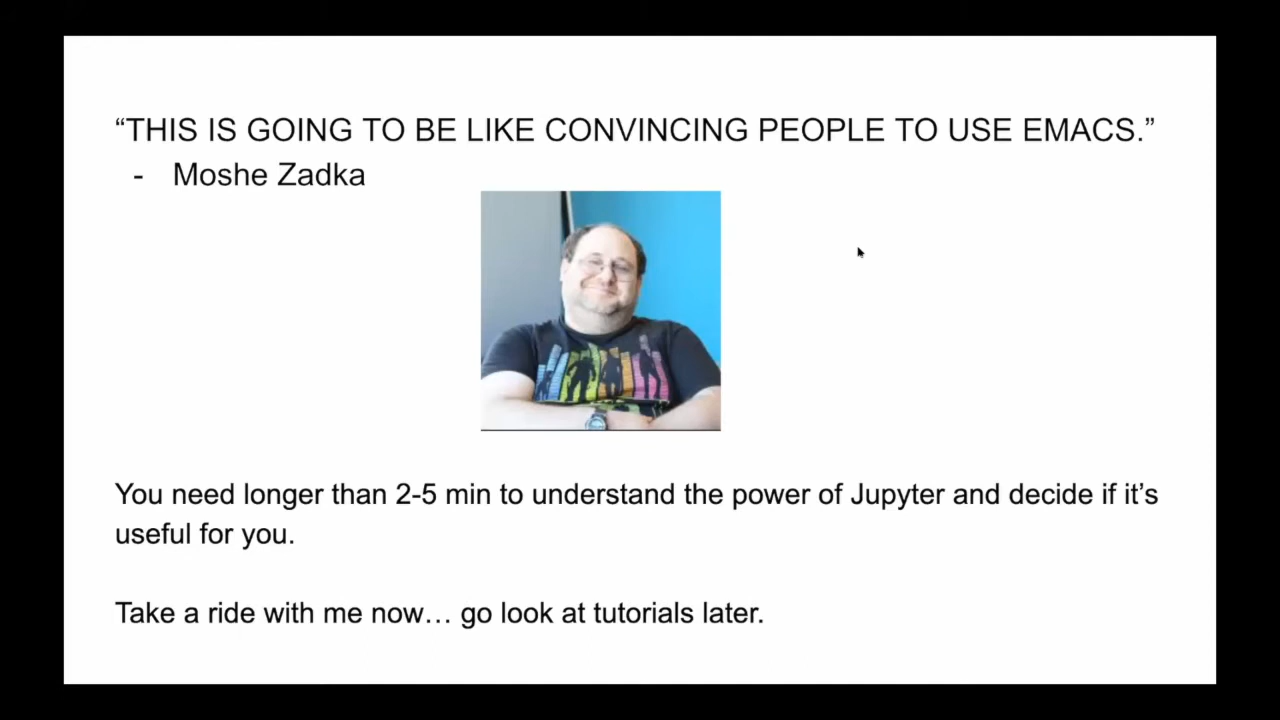 “THIS IS GOING TO BE LIKE CONVINCING PEOPLE TO USE EMACS.”
- Moshe Zadka
You need longer than 2-5 min to understand the power of Jupyter and decide if it’s
useful for you.
Take a ride with me now… go look at tutorials later.